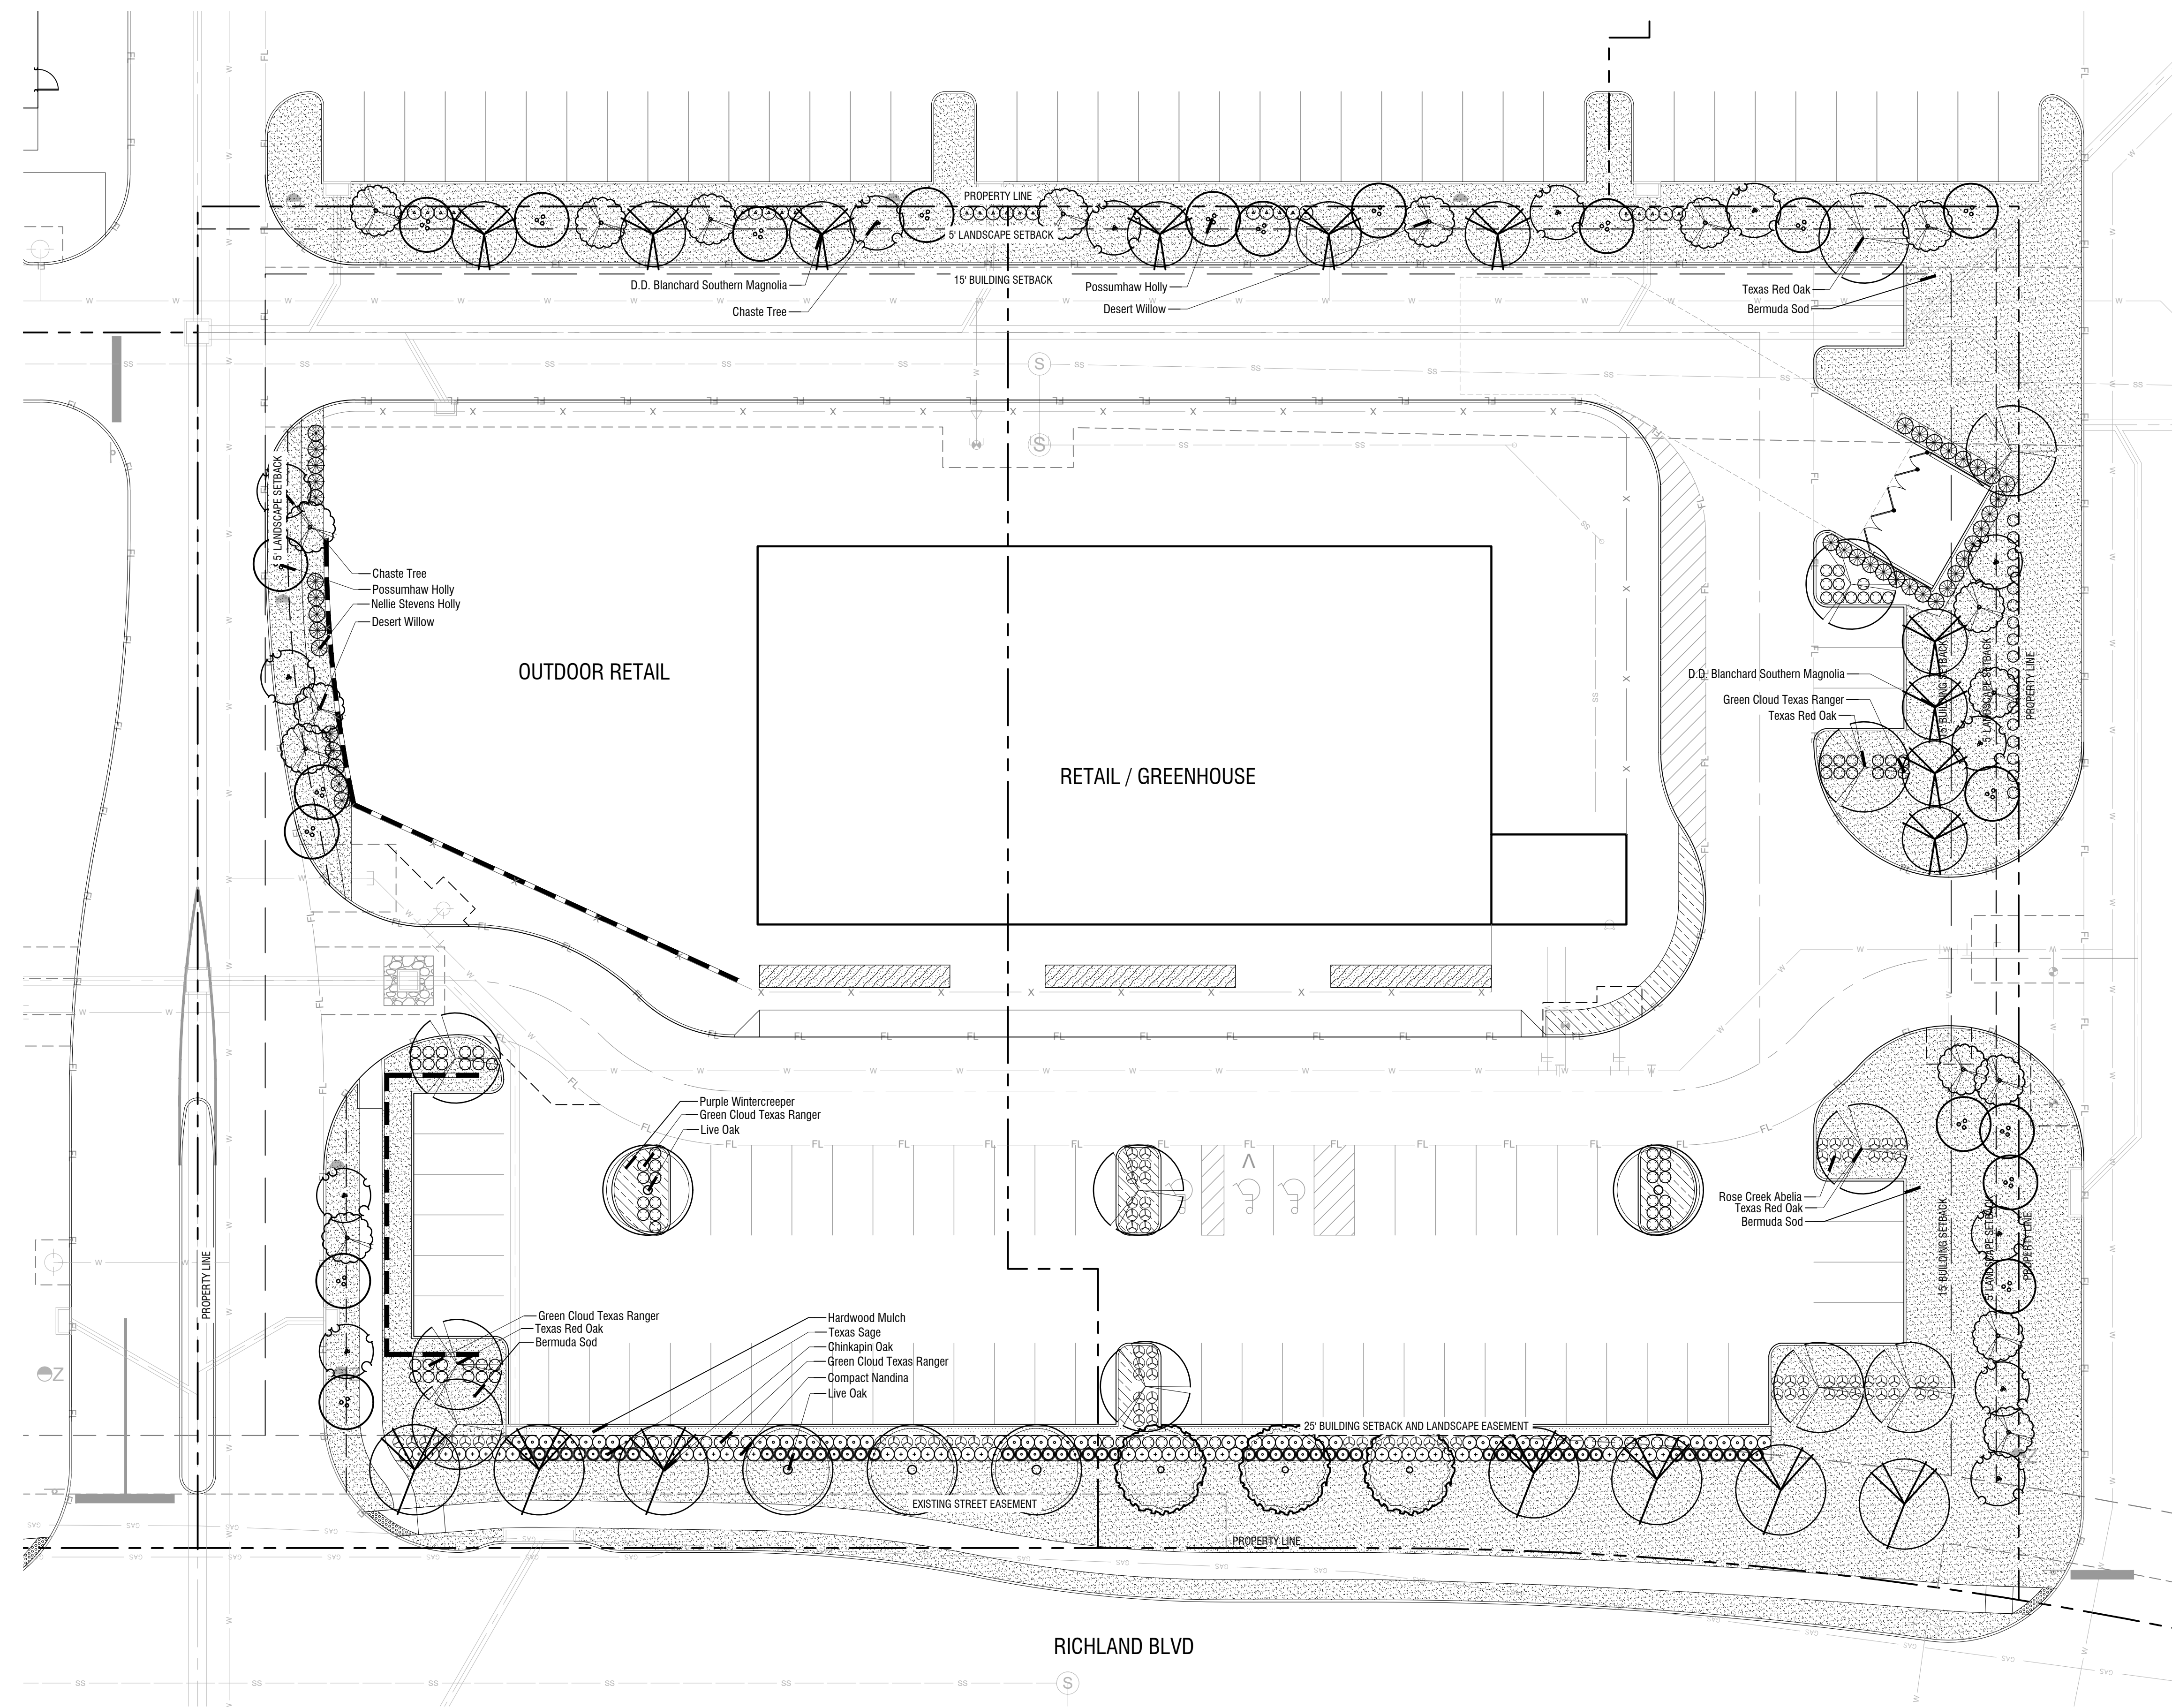 PROPERTY LINE
5' LANDSCAPE SETBACK
15' BUILDING SETBACK
D.D. Blanchard Southern Magnolia
Chaste Tree
Possumhaw Holly
Desert Willow
Texas Red Oak
Bermuda Sod
5' LANDSCAPE SETBACK
Chaste Tree
Possumhaw Holly
Nellie Stevens Holly
Desert Willow
OUTDOOR RETAIL
RETAIL / GREENHOUSE
D.D. Blanchard Southern Magnolia
Green Cloud Texas Ranger
Texas Red Oak
15' BUILDING SETBACK
5' LANDSCAPE SETBACK
PROPERTY LINE
Purple Wintercreeper
Green Cloud Texas Ranger
Live Oak
Rose Creek Abelia
Texas Red Oak
Bermuda Sod
15' BUILDING SETBACK
5' LANDSCAPE SETBACK
PROPERTY LINE
PROPERTY LINE
Green Cloud Texas Ranger
Texas Red Oak
Bermuda Sod
Hardwood Mulch
Texas Sage
Chinkapin Oak
Green Cloud Texas Ranger
Compact Nandina
Live Oak
25' BUILDING SETBACK AND LANDSCAPE EASEMENT
EXISTING STREET EASEMENT
PROPERTY LINE
RICHLAND BLVD